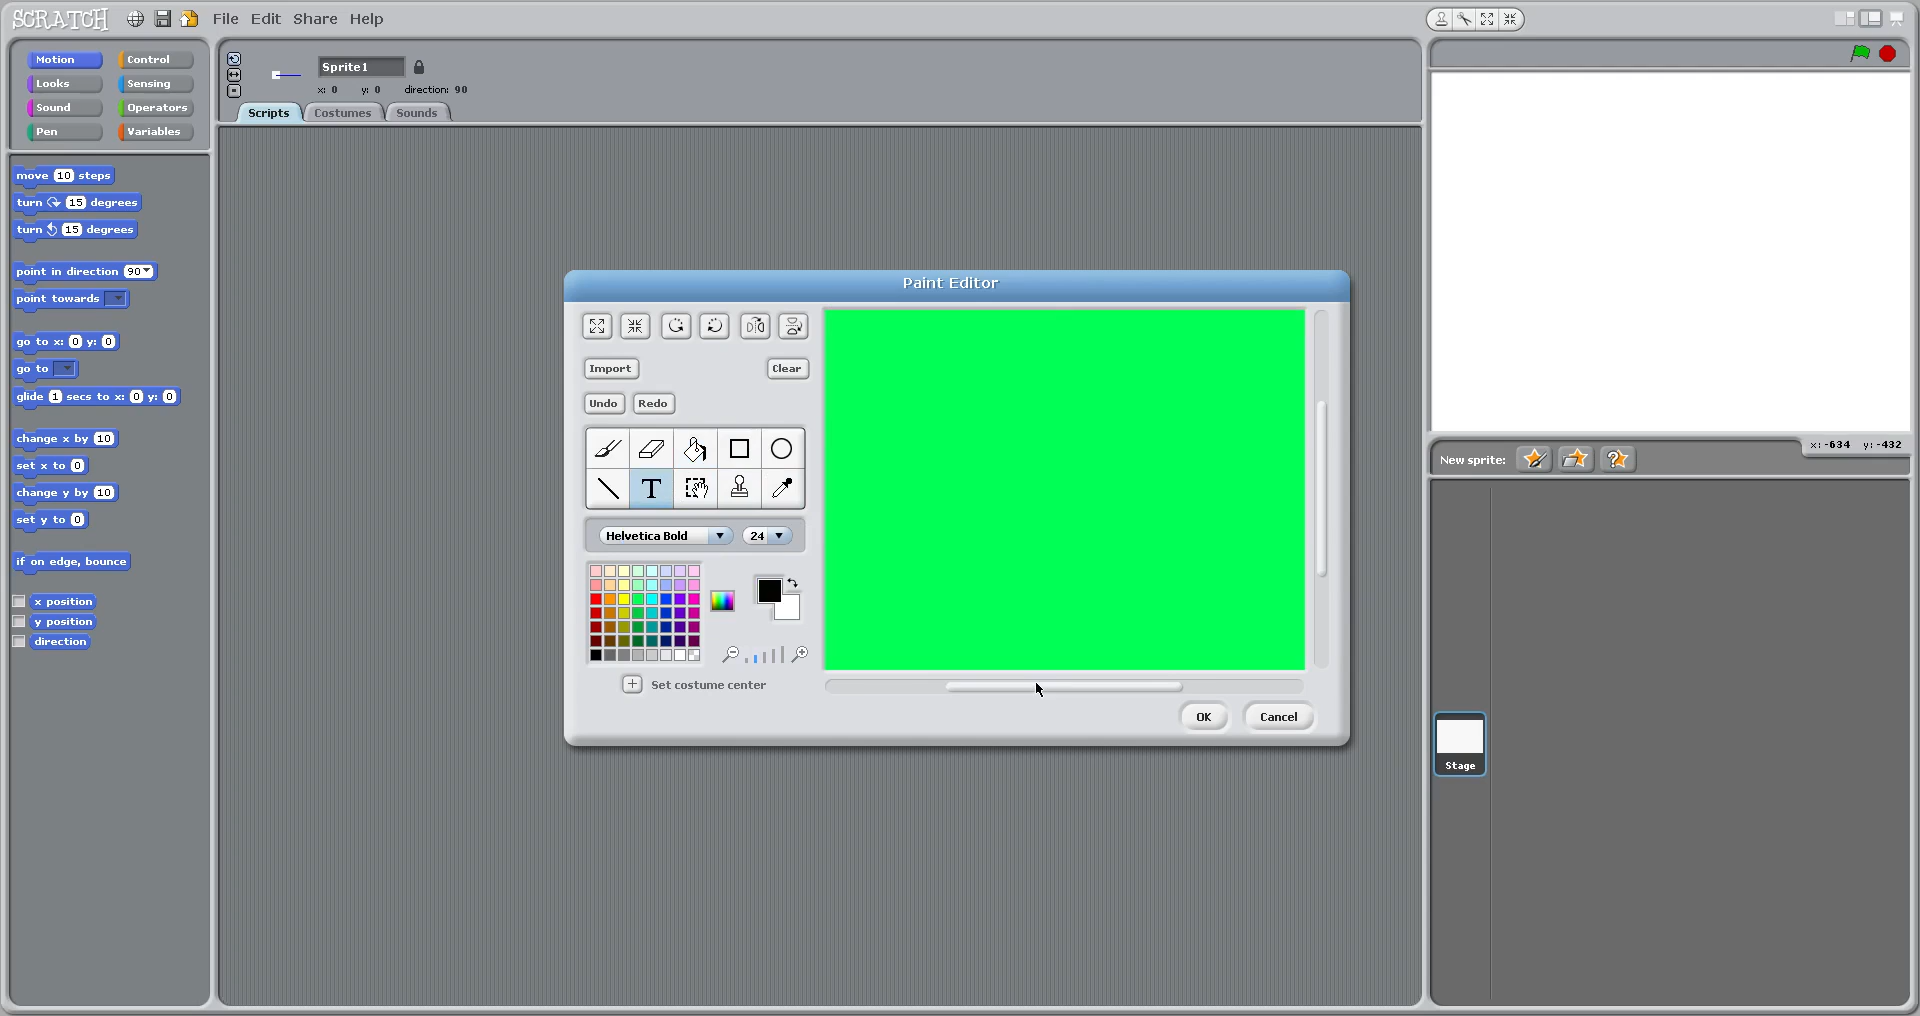 SCRATCH File Edit Share Help
Motion Control
Looks Sensing
Sound Operators
Pen Variables
move 10 steps
turn 15 degrees
turn 15 degrees
point in direction 90
point towards
go to x: 0 y: 0
go to
glide 1 secs to x: 0 y: 0
change x by 10
set x to 0
change y by 10
set y to 0
if on edge, bounce
x position
y position
direction
Sprite1
x: 0 y: 0 direction: 90
Scripts Costumes Sounds
Paint Editor
Import Clear
Undo Redo
T
Helvetica Bold 24
Set costume center
OK Cancel
x: -634 y: -432
New sprite:
Stage